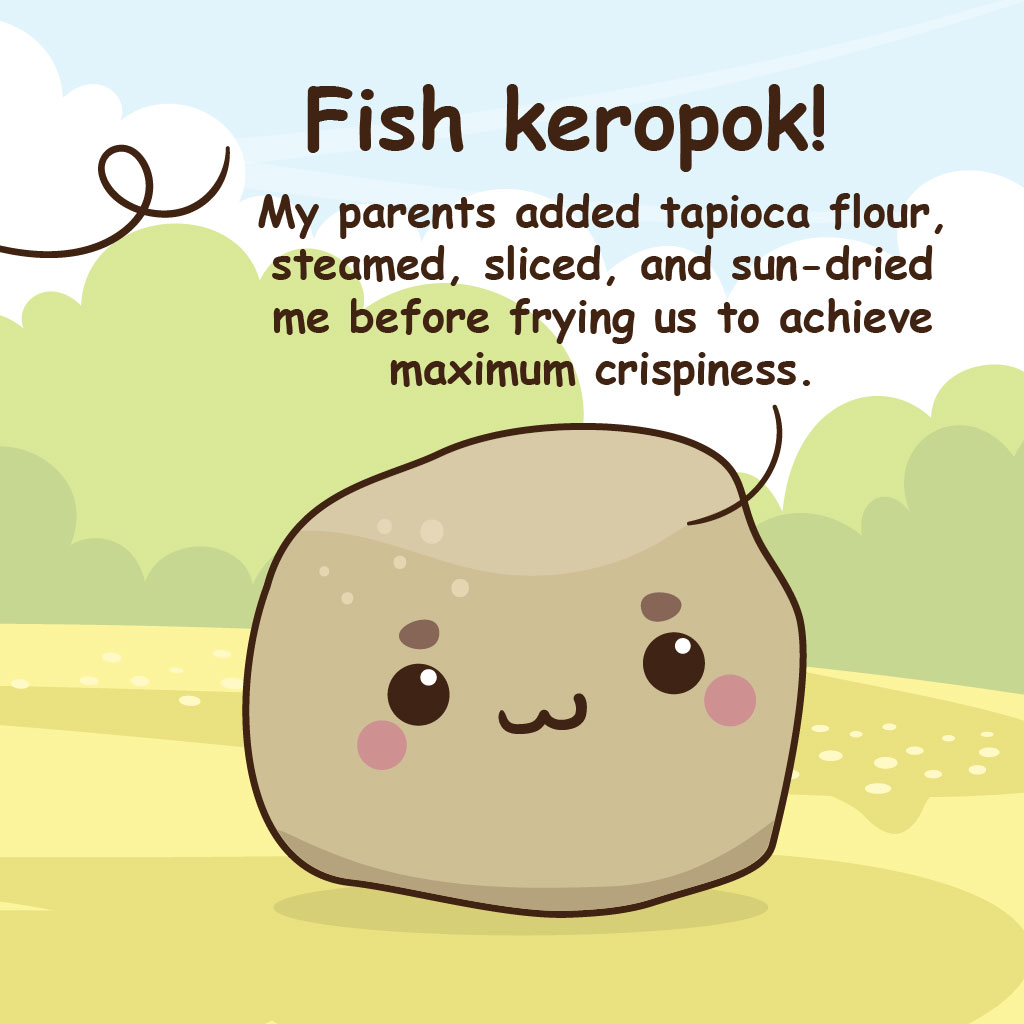 Fish keropok!
My parents added tapioca flour,
steamed, sliced, and sun-dried
me before frying us to achieve
maximum crispiness.